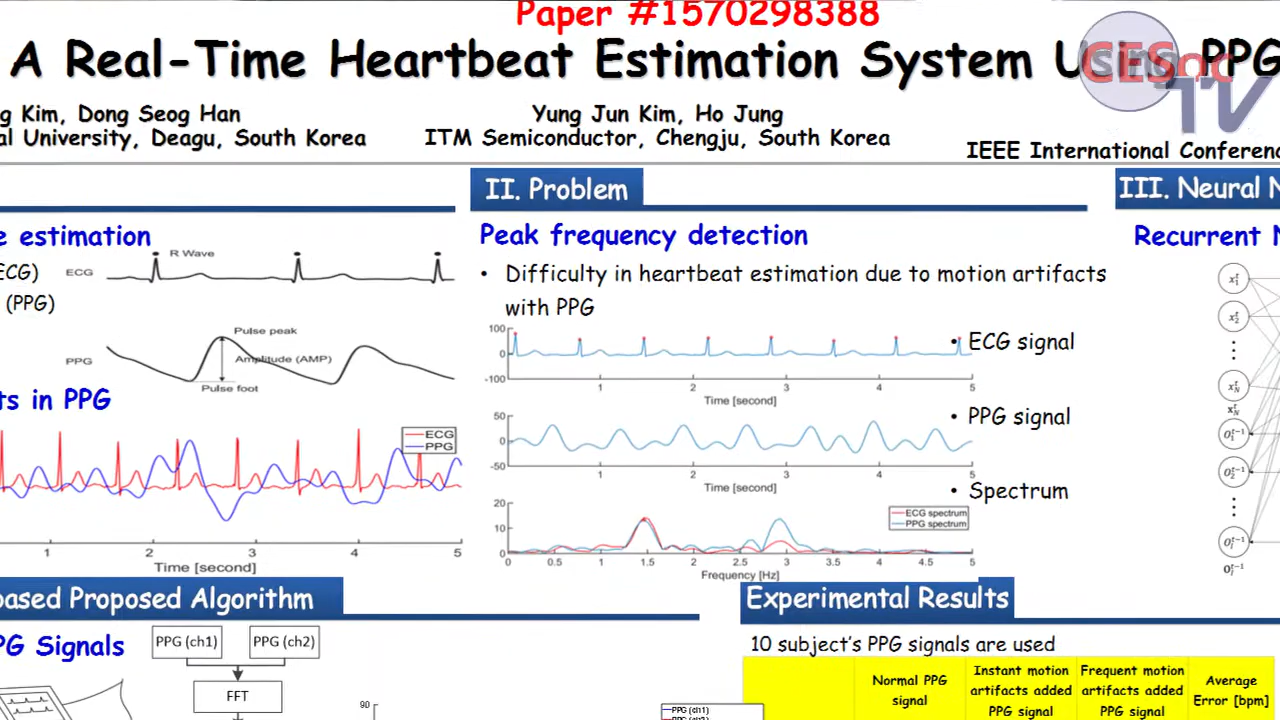 Paper #1570298388
A Real-Time Heartbeat Estimation System Using PPG
CESoc TV
g Kim, Dong Seog Han
al University, Deagu, South Korea
Yung Jun Kim, Ho Jung
ITM Semiconductor, Chengju, South Korea
IEEE International Conferenc
e estimation
ECG)
(PPG)
ECG
R Wave
PPG
Pulse peak
Amplitude (AMP)
Pulse foot
ts in PPG
ECG
PPG
1 2 3 4 5
Time [second]
II. Problem
Peak frequency detection
• Difficulty in heartbeat estimation due to motion artifacts
with PPG
100
0
-100
1 2 3 4 5
Time [second]
• ECG signal
50
0
-50
1 2 3 4 5
Time [second]
• PPG signal
20
10
0
0 0.5 1 1.5 2 2.5 3 3.5 4 4.5 5
Frequency [Hz]
ECG spectrum
PPG spectrum
• Spectrum
III. Neural N
Recurrent N
based Proposed Algorithm
PG Signals
PPG (ch1)
PPG (ch2)
FFT
90
PPG (ch1)
Experimental Results
10 subject's PPG signals are used
Normal PPG
signal
Instant motion
artifacts added
PPG signal
Frequent motion
artifacts added
PPG signal
Average
Error [bpm]